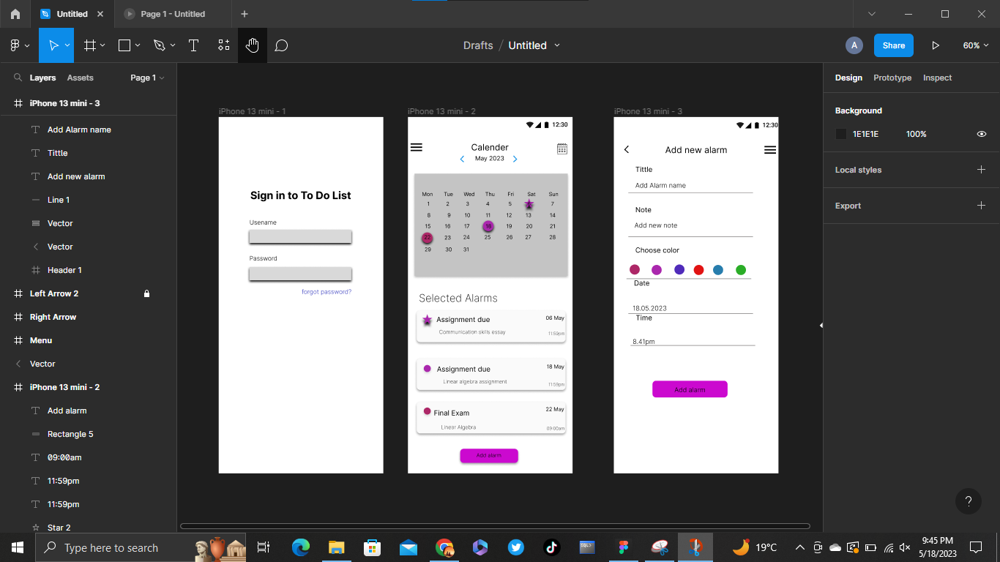 Untitled
Page 1 - Untitled
Drafts / Untitled
A
Share
60%
Layers
Assets
Page 1
iPhone 13 mini - 3
Add Alarm name
Tittle
Add new alarm
Line 1
Vector
Vector
Header 1
Left Arrow 2
Right Arrow
Menu
Vector
iPhone 13 mini - 2
Add alarm
Rectangle 5
09:00am
11:59pm
11:59pm
Star 2
iPhone 13 mini - 1
Sign in to To Do List
Usename
Password
forgot password?
iPhone 13 mini - 2
12:30
Calender
May 2023
Mon Tue Wed Thu Fri Sat Sun
1 2 3 4 5 6 7
8 9 10 11 12 13 14
15 16 17 18 19 20 21
22 23 24 25 26 27 28
29 30 31
Selected Alarms
Assignment due 06 May
Communication skills essay 11:59pm
Assignment due 18 May
Linear algebra assignment 11:59pm
Final Exam 22 May
Linear Algebra 09:00am
Add alarm
iPhone 13 mini - 3
12:30
Add new alarm
Tittle
Add Alarm name
Note
Add new note
Choose color
Date
18.05.2023
Time
8.41pm
Add alarm
Design
Prototype
Inspect
Background
1E1E1E
100%
Local styles
Export
?
Type here to search
SQL
19°C
9:45 PM
5/18/2023